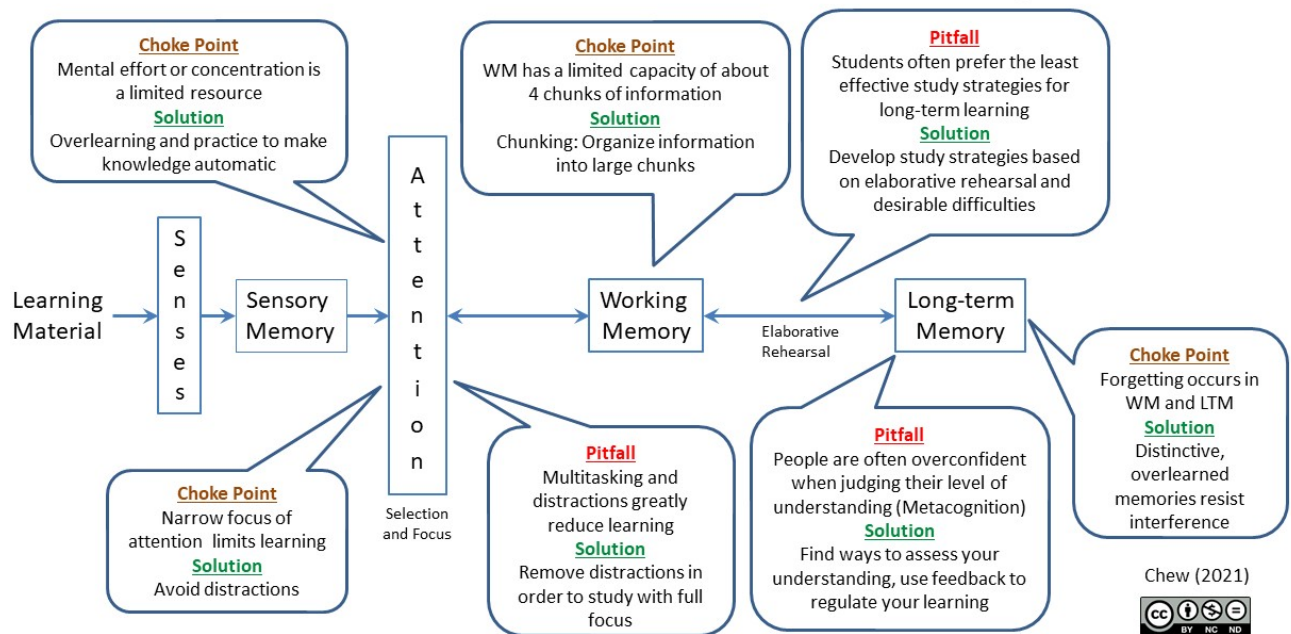 Choke Point
Mental effort or concentration is
a limited resource
Solution
Overlearning and practice to make
knowledge automatic
Choke Point
WM has a limited capacity of about
4 chunks of information
Solution
Chunking: Organize information
into large chunks
Pitfall
Students often prefer the least
effective study strategies for
long-term learning
Solution
Develop study strategies based
on elaborative rehearsal and
desirable difficulties
Learning
Material
Senses
Sensory
Memory
Attention
Selection
and Focus
Working
Memory
Elaborative
Rehearsal
Long-term
Memory
Choke Point
Narrow focus of
attention limits learning
Solution
Avoid distractions
Pitfall
Multitasking and
distractions greatly
reduce learning
Solution
Remove distractions in
order to study with full
focus
Pitfall
People are often overconfident
when judging their level of
understanding (Metacognition)
Solution
Find ways to assess your
understanding, use feedback to
regulate your learning
Choke Point
Forgetting occurs in
WM and LTM
Solution
Distinctive,
overlearned
memories resist
interference
Chew (2021)
cc
BY NC ND